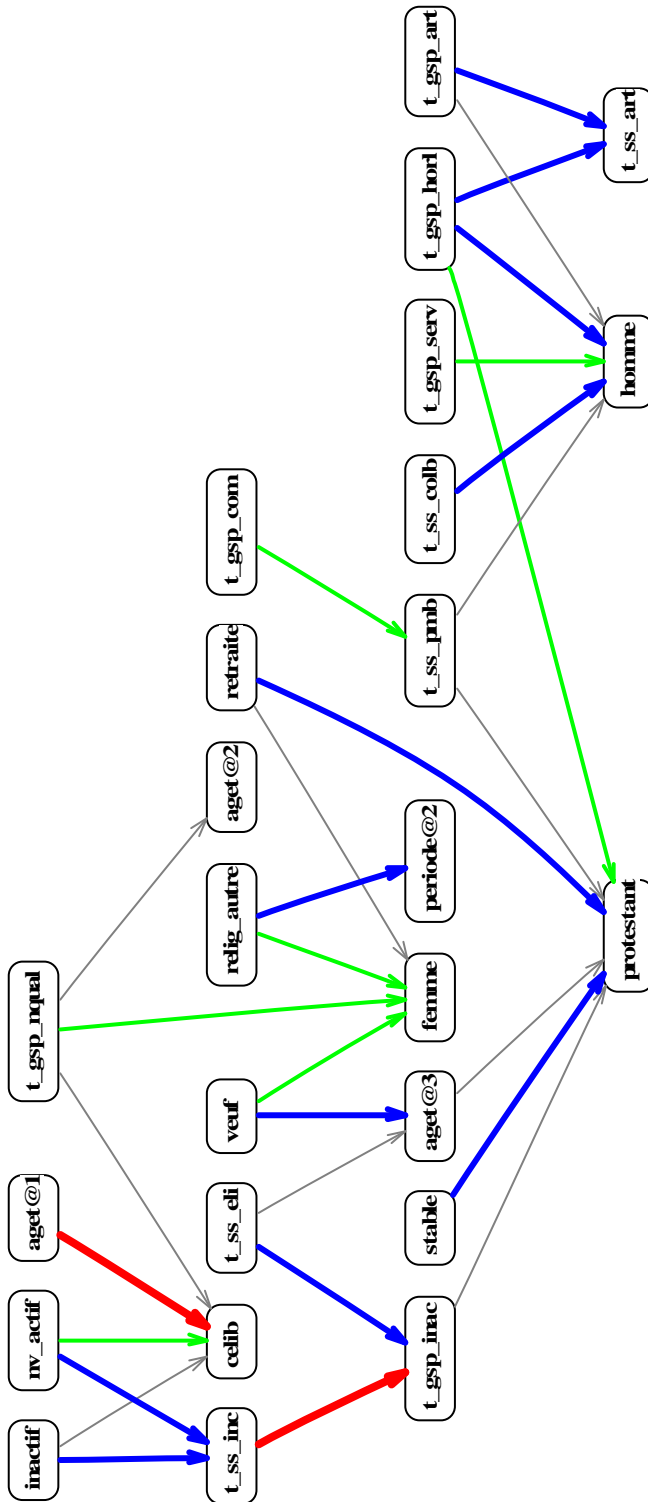 inactif
nv_actif
aget@1
t_gsp_nqual
t_ss_inc
celib
t_ss_eli
veuf
relig_autre
aget@2
retraite
t_gsp_com
t_gsp_inac
stable
aget@3
femme
periode@2
t_ss_pmb
t_ss_colb
t_gsp_serv
t_gsp_horl
t_gsp_art
protestant
homme
t_ss_art